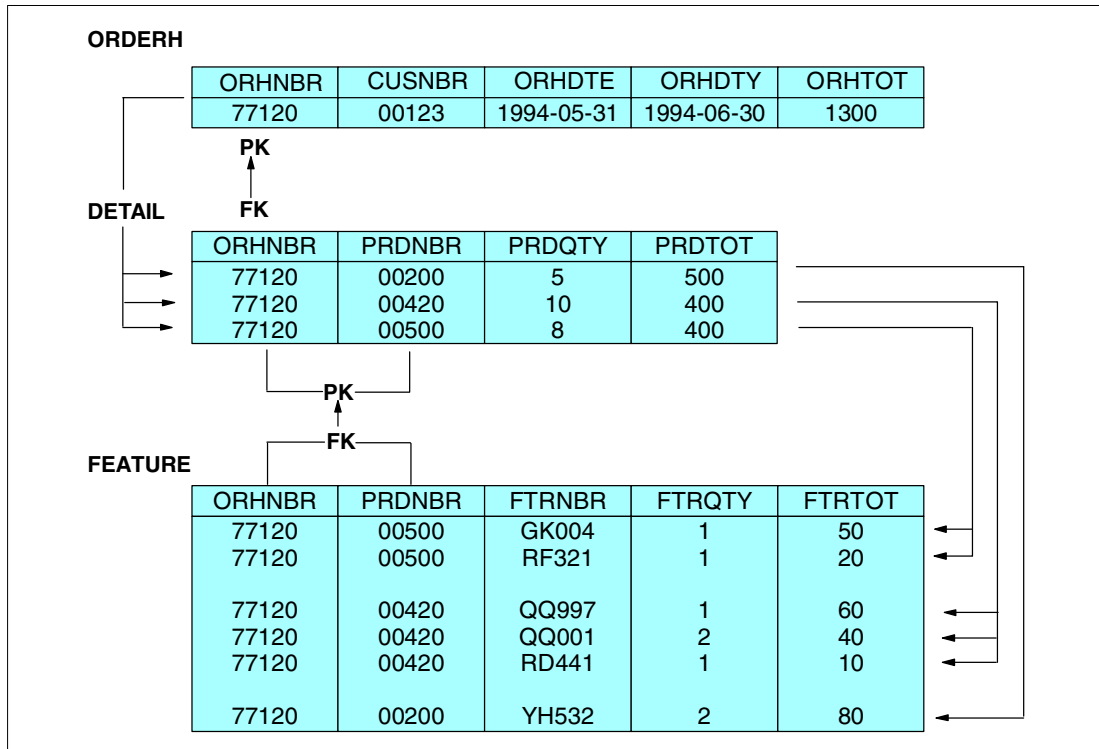 ORDERH
ORHNBR CUSNBR ORHDTE ORHDTY ORHTOT
77120 00123 1994-05-31 1994-06-30 1300
PK
DETAIL FK
ORHNBR PRDNBR PRDQTY PRDTOT
77120 00200 5 500
77120 00420 10 400
77120 00500 8 400
PK
FK
FEATURE
ORHNBR PRDNBR FTRNBR FTRQTY FTRTOT
77120 00500 GK004 1 50
77120 00500 RF321 1 20
77120 00420 QQ997 1 60
77120 00420 QQ001 2 40
77120 00420 RD441 1 10
77120 00200 YH532 2 80